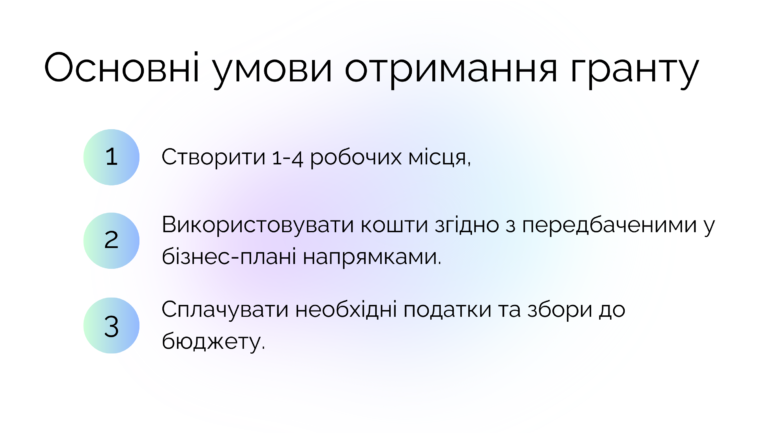 Основні умови отримання гранту
1
Створити 1-4 робочих місця,
2
Використовувати кошти згідно з передбаченими у
бізнес-плані напрямками.
3
Сплачувати необхідні податки та збори до
бюджету.